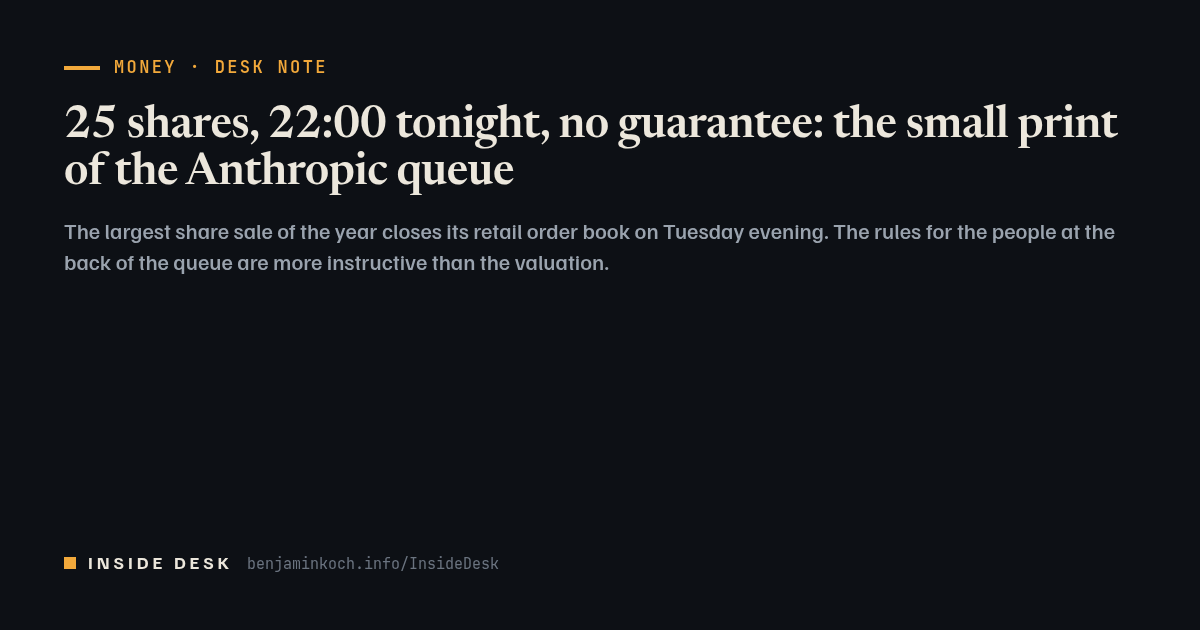 MONEY · DESK NOTE
25 shares, 22:00 tonight, no guarantee: the small print
of the Anthropic queue
The largest share sale of the year closes its retail order book on Tuesday evening. The rules for the people at the
back of the queue are more instructive than the valuation.
INSIDE DESK benjaminkoch.info/InsideDesk